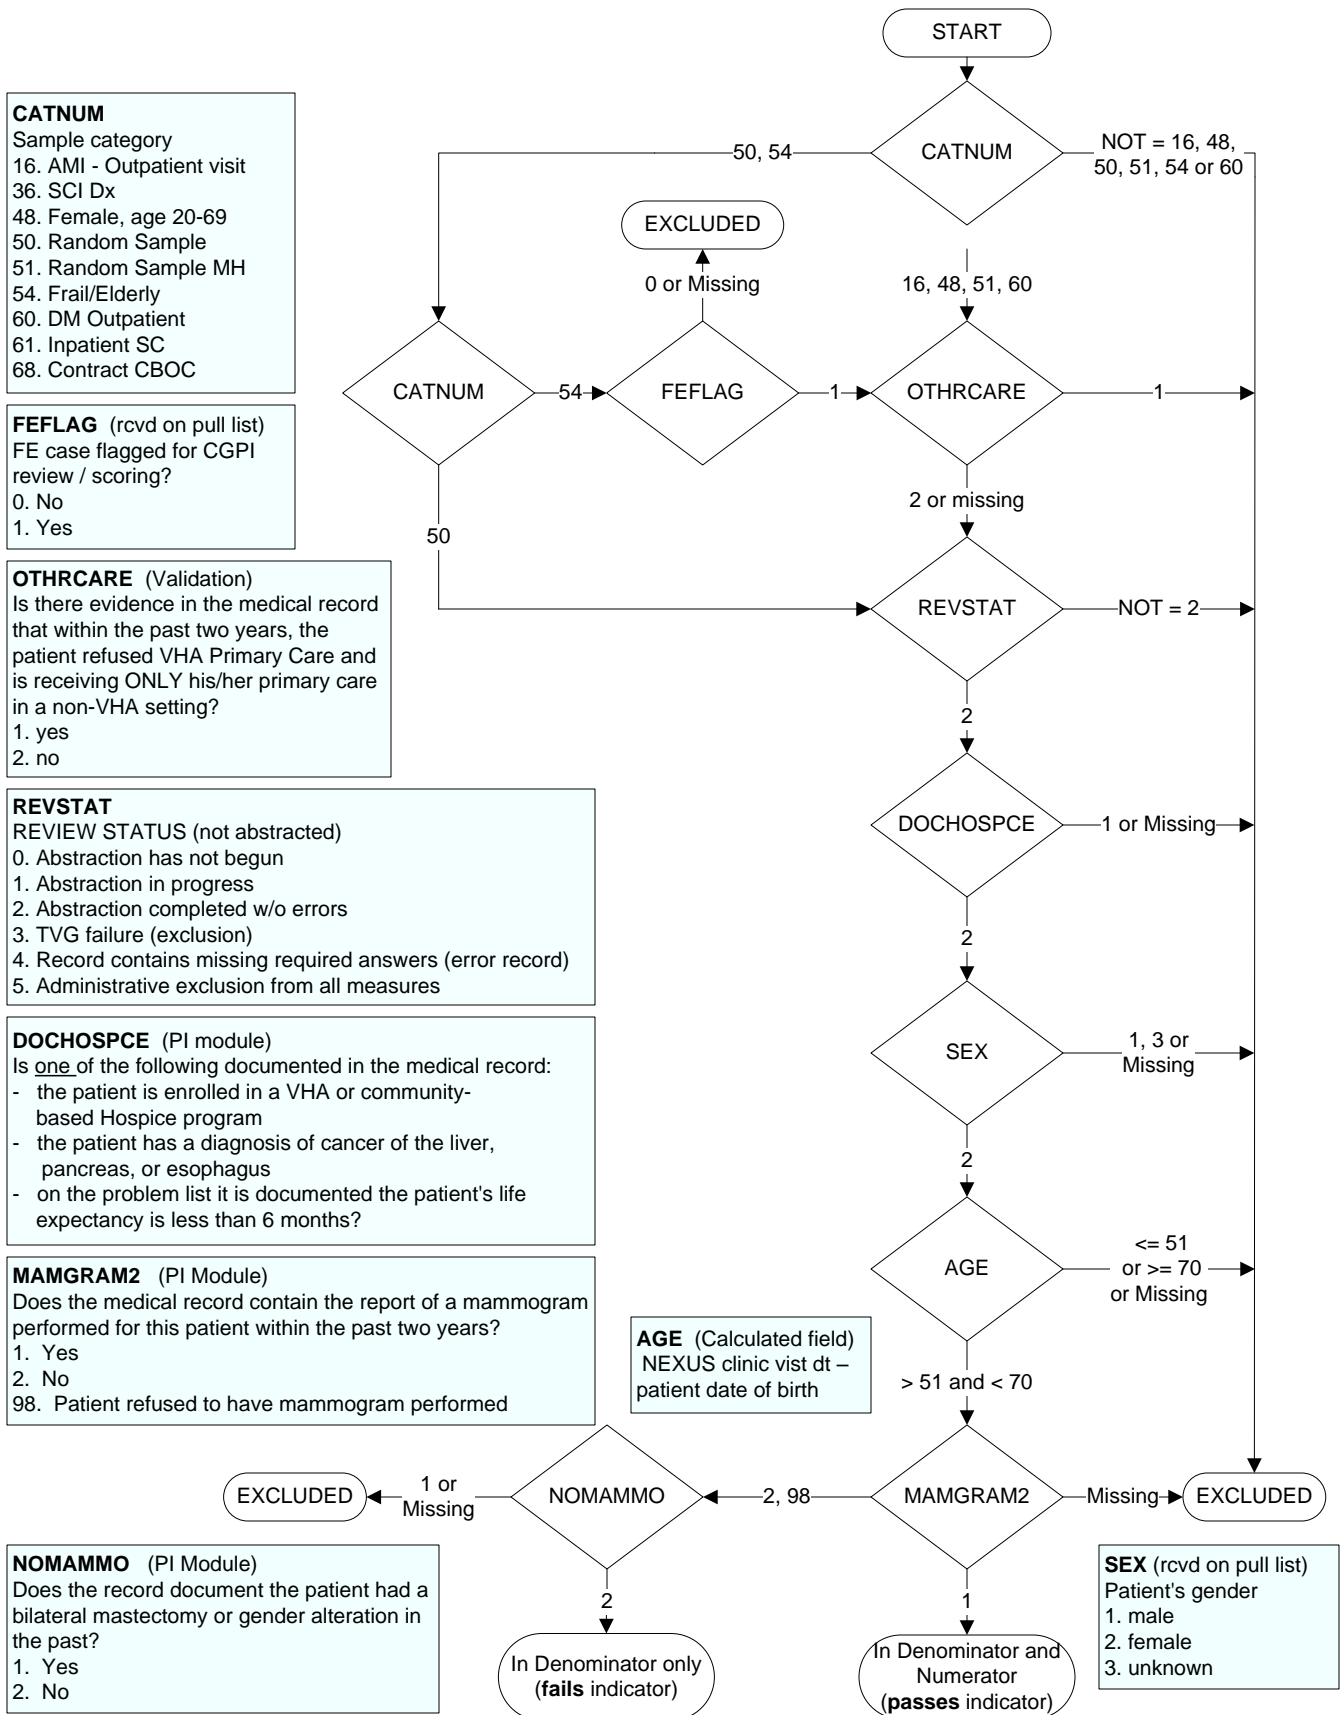 START
CATNUM
Sample category
16. AMI - Outpatient visit
36. SCI Dx
48. Female, age 20-69
50. Random Sample
51. Random Sample MH
54. Frail/Elderly
60. DM Outpatient
61. Inpatient SC
68. Contract CBOC
50, 54
CATNUM
NOT = 16, 48,
50, 51, 54 or 60
EXCLUDED
0 or Missing
16, 48, 51, 60
CATNUM
54
FEFLAG
1
OTHRCARE
1
FEFLAG (rcvd on pull list)
FE case flagged for CGPI
review / scoring?
0. No
1. Yes
2 or missing
50
OTHRCARE (Validation)
Is there evidence in the medical record
that within the past two years, the
patient refused VHA Primary Care and
is receiving ONLY his/her primary care
in a non-VHA setting?
1. yes
2. no
REVSTAT
NOT = 2
2
REVSTAT
REVIEW STATUS (not abstracted)
0. Abstraction has not begun
1. Abstraction in progress
2. Abstraction completed w/o errors
3. TVG failure (exclusion)
4. Record contains missing required answers (error record)
5. Administrative exclusion from all measures
DOCHOSPCE
1 or Missing
2
DOCHOSPCE (PI module)
Is one of the following documented in the medical record:
- the patient is enrolled in a VHA or community-
based Hospice program
- the patient has a diagnosis of cancer of the liver,
pancreas, or esophagus
- on the problem list it is documented the patient's life
expectancy is less than 6 months?
SEX
1, 3 or
Missing
2
AGE
<= 51
or >= 70
or Missing
MAMGRAM2 (PI Module)
Does the medical record contain the report of a mammogram
performed for this patient within the past two years?
1. Yes
2. No
98. Patient refused to have mammogram performed
AGE (Calculated field)
NEXUS clinic vist dt –
patient date of birth
> 51 and < 70
EXCLUDED
1 or
Missing
NOMAMMO
2, 98
MAMGRAM2
Missing
EXCLUDED
NOMAMMO (PI Module)
Does the record document the patient had a
bilateral mastectomy or gender alteration in
the past?
1. Yes
2. No
2
In Denominator only
(fails indicator)
1
In Denominator and
Numerator
(passes indicator)
SEX (rcvd on pull list)
Patient's gender
1. male
2. female
3. unknown